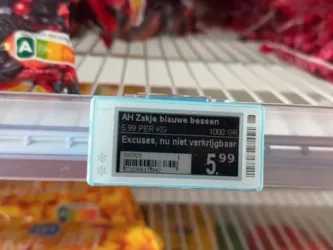 AH Zakje blauwe bessen
5.99 PER KG 1000 GR
Excuses, nu niet verkrijgbaar
5.99
A